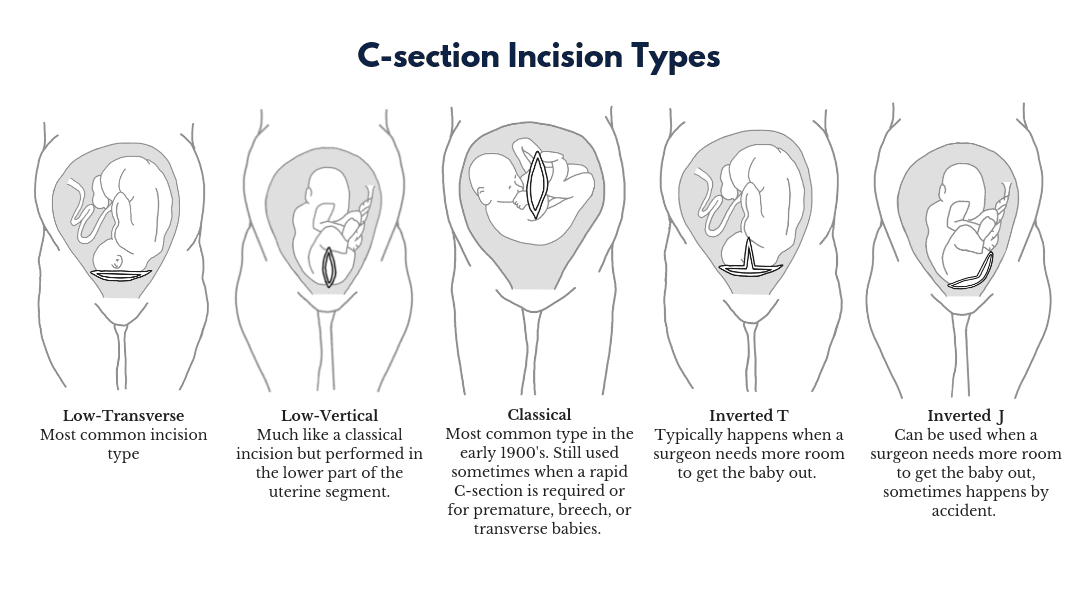 C-section Incision Types
Low-Transverse
Most common incision
type
Low-Vertical
Much like a classical
incision but performed in
the lower part of the
uterine segment.
Classical
Most common type in the
early 1900's. Still used
sometimes when a rapid
C-section is required or
for premature, breech, or
transverse babies.
Inverted T
Typically happens when a
surgeon needs more room
to get the baby out.
Inverted J
Can be used when a
surgeon needs more room
to get the baby out,
sometimes happens by
accident.